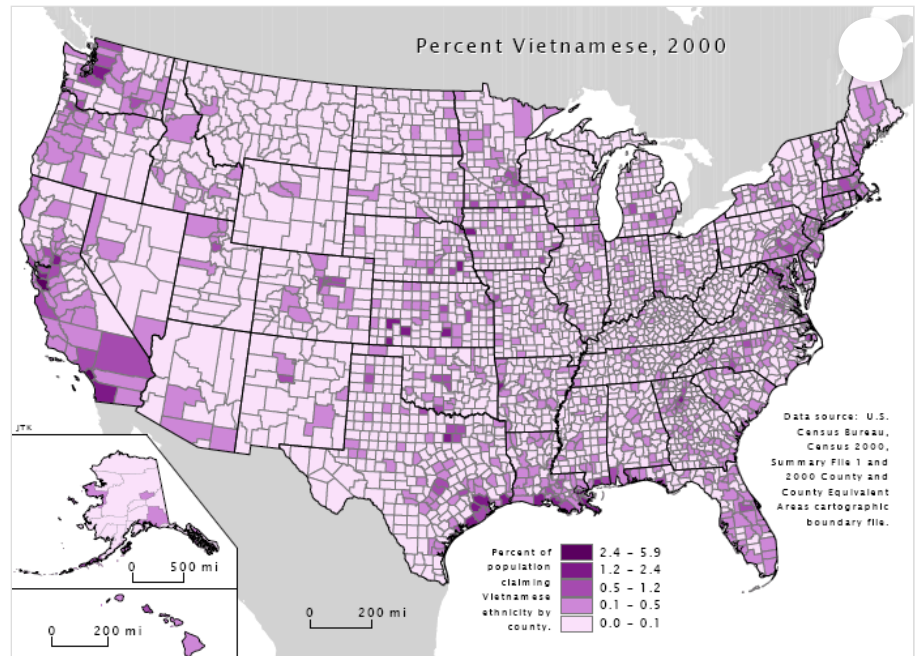 Percent Vietnamese, 2000
JTK
Data source: U.S.
Census Bureau,
Census 2000,
Summary File 1 and
2000 County and
County Equivalent
Areas cartographic
boundary file.
Percent of
population
claiming
Vietnamese
ethnicity by
county.
2.4 - 5.9
1.2 - 2.4
0.5 - 1.2
0.1 - 0.5
0.0 - 0.1
0 500 mi
0 200 mi
0 200 mi